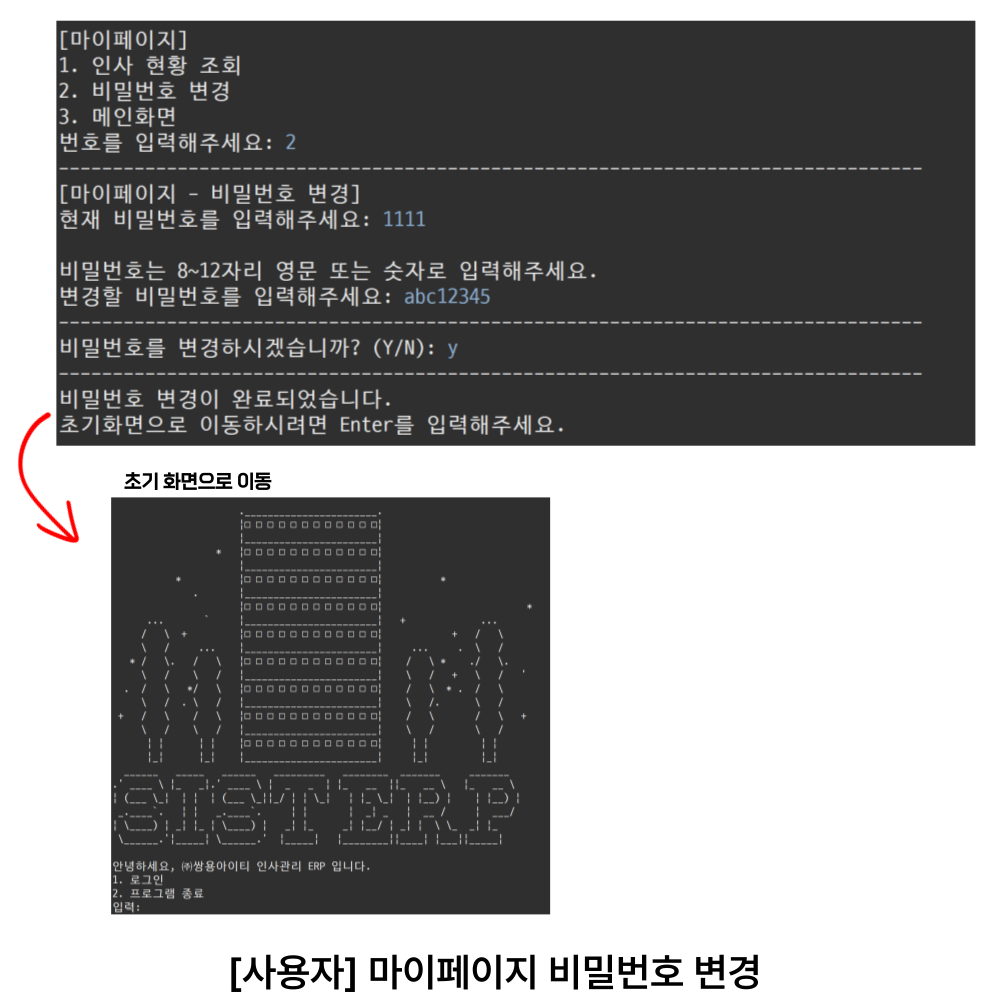 [마이페이지]
1. 인사 현황 조회
2. 비밀번호 변경
3. 메인화면
번호를 입력해주세요: 2
[마이페이지 - 비밀번호 변경]
현재 비밀번호를 입력해주세요: 1111
비밀번호는 8~12자리 영문 또는 숫자로 입력해주세요.
변경할 비밀번호를 입력해주세요: abc12345
비밀번호를 변경하시겠습니까? (Y/N): y
비밀번호 변경이 완료되었습니다.
초기화면으로 이동하시려면 Enter를 입력해주세요.
초기 화면으로 이동
SIST ERP
안녕하세요, ㈜쌍용아이티 인사관리 ERP 입니다.
1. 로그인
2. 프로그램 종료
입력:
[사용자] 마이페이지 비밀번호 변경